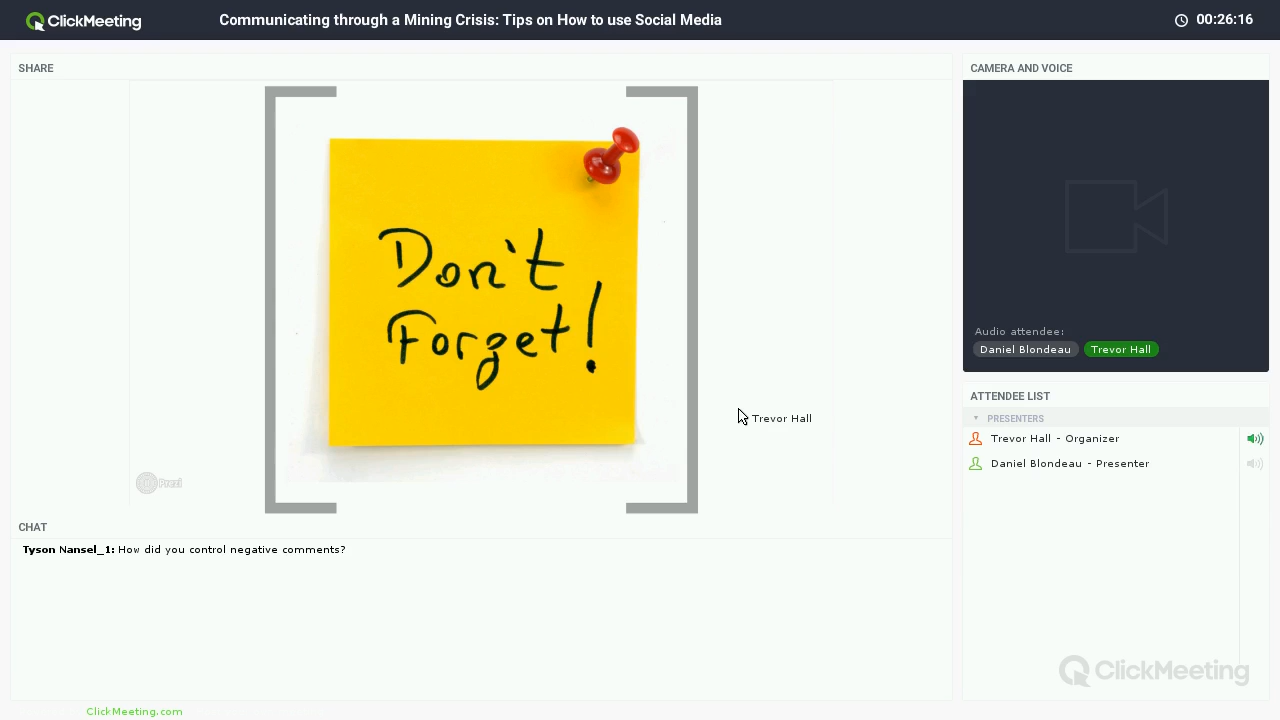 ClickMeeting
Communicating through a Mining Crisis: Tips on How to use Social Media
00:26:16
SHARE
Don't
Forget!
Trevor Hall
Prezi
CAMERA AND VOICE
Audio attendee:
Daniel Blondeau Trevor Hall
ATTENDEE LIST
PRESENTERS
Trevor Hall - Organizer
Daniel Blondeau - Presenter
CHAT
Tyson Nansel_1: How did you control negative comments?
ClickMeeting
ClickMeeting.com